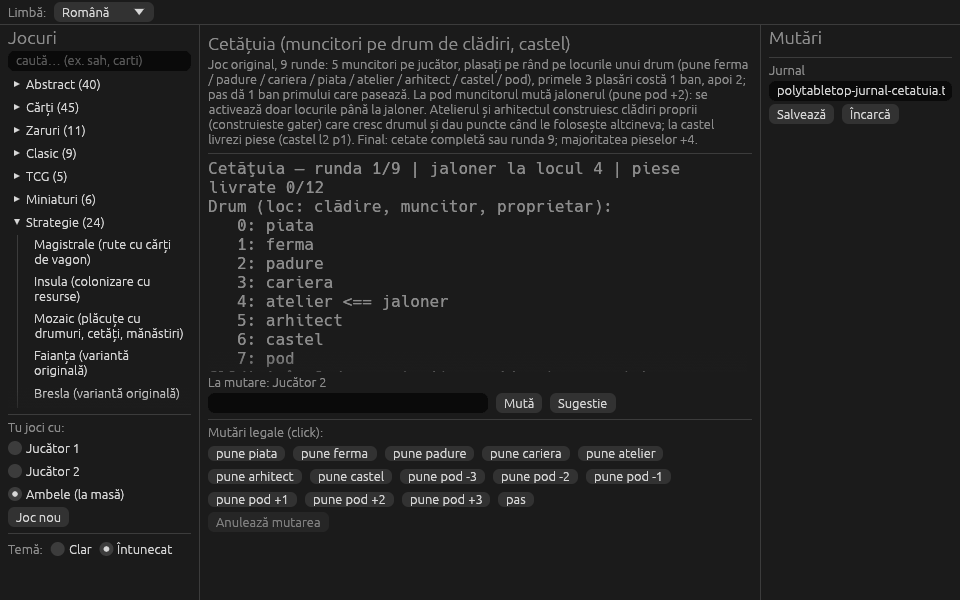 Limbă: Română
Jocuri
caută... (ex. sah, carti)
Abstract (40)
Cărți (45)
Zaruri (11)
Clasic (9)
TCG (5)
Miniaturi (6)
Strategie (24)
Magistrale (rute cu cărți
de vagon)
Insula (colonizare cu
resurse)
Mozaic (plăcuțe cu
drumuri, cetăți, mănăstiri)
Faianța (variantă
originală)
Bresla (variantă originală)
Tu joci cu:
Jucător 1
Jucător 2
Ambele (la masă)
Joc nou
Temă: Clar Întunecat
Cetățuia (muncitori pe drum de clădiri, castel)
Joc original, 9 runde: 5 muncitori pe jucător, plasați pe rând pe locurile unui drum (pune ferma
/ padure / cariera / piata / atelier / arhitect / castel / pod), primele 3 plasări costă 1 ban, apoi 2;
pas dă 1 ban primului care pasează. La pod muncitorul mută jalonerul (pune pod +2): se
activează doar locurile până la jaloner. Atelierul și arhitectul construiesc clădiri proprii
(construieste gater) care cresc drumul și dau puncte când le folosește altcineva; la castel
livrezi piese (castel l2 p1). Final: cetate completă sau runda 9; majoritatea pieselor +4.
Cetățuia — runda 1/9 | jaloner la locul 4 | piese
livrate 0/12
Drum (loc: clădire, muncitor, proprietar):
0: piata
1: ferma
2: padure
3: cariera
4: atelier <== jaloner
5: arhitect
6: castel
7: pod
La mutare: Jucător 2
Mută Sugestie
Mutări legale (click):
pune piata pune ferma pune padure pune cariera pune atelier
pune arhitect pune castel pune pod -3 pune pod -2 pune pod -1
pune pod +1 pune pod +2 pune pod +3 pas
Anulează mutarea
Mutări
Jurnal
polytabletop-jurnal-cetatuia.t
Salvează Încarcă